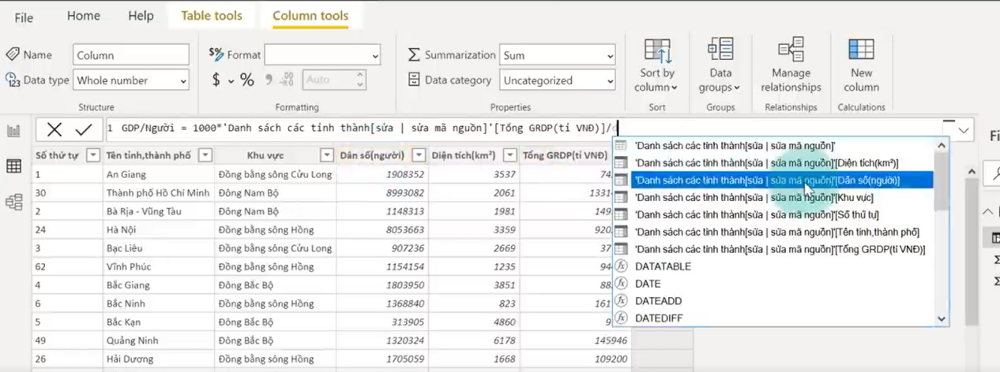 File Home Help Table tools Column tools
Name Column $% Format Summarization Sum
Data type Whole number $ % Auto Data category Uncategorized
Sort by column Data groups Manage relationships New column
Structure Formatting Properties Sort Groups Relationships Calculations
1 GDP/Người = 1000*'Danh sách các tỉnh thành[sửa | sửa mã nguồn]'[Tổng GRDP(tỉ VNĐ)]/d
Số thứ tự Tên tỉnh,thành phố Khu vực Dân số(người) Diện tích(km²) Tổng GRDP(tỉ VNĐ)
1 An Giang Đồng bằng sông Cửu Long 1908352 3537 74
30 Thành phố Hồ Chí Minh Đông Nam Bộ 8993082 2061 1331
2 Bà Rịa - Vũng Tàu Đông Nam Bộ 1148313 1981 149
24 Hà Nội Đồng bằng sông Hồng 8053663 3359 920
3 Bạc Liêu Đồng bằng sông Cửu Long 907236 2669 37
62 Vĩnh Phúc Đồng bằng sông Hồng 1154154 1235 94
4 Bắc Giang Đông Bắc Bộ 1803950 3851 88
6 Bắc Ninh Đồng bằng sông Hồng 1368840 823 161
5 Bắc Kạn Đông Bắc Bộ 313905 4860 9
49 Quảng Ninh Đông Bắc Bộ 1320324 6178 145946
26 Hải Dương Đồng bằng sông Hồng 1705059 1668 109200
'Danh sách các tỉnh thành[sửa | sửa mã nguồn]'
'Danh sách các tỉnh thành[sửa | sửa mã nguồn]'[Diện tích(km²)]
'Danh sách các tỉnh thành[sửa | sửa mã nguồn]'[Dân số(người)]
'Danh sách các tỉnh thành[sửa | sửa mã nguồn]'[Khu vực]
'Danh sách các tỉnh thành[sửa | sửa mã nguồn]'[Số thứ tự]
'Danh sách các tỉnh thành[sửa | sửa mã nguồn]'[Tên tỉnh,thành phố]
'Danh sách các tỉnh thành[sửa | sửa mã nguồn]'[Tổng GRDP(tỉ VNĐ)]
DATATABLE
DATE
DATEADD
DATEDIFF
Fi